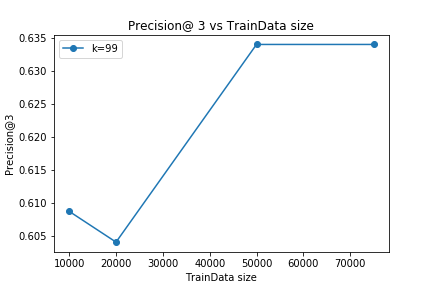 Precision@ 3 vs TrainData size
k=99
Precision@3
0.635
0.630
0.625
0.620
0.615
0.610
0.605
10000 20000 30000 40000 50000 60000 70000
TrainData size